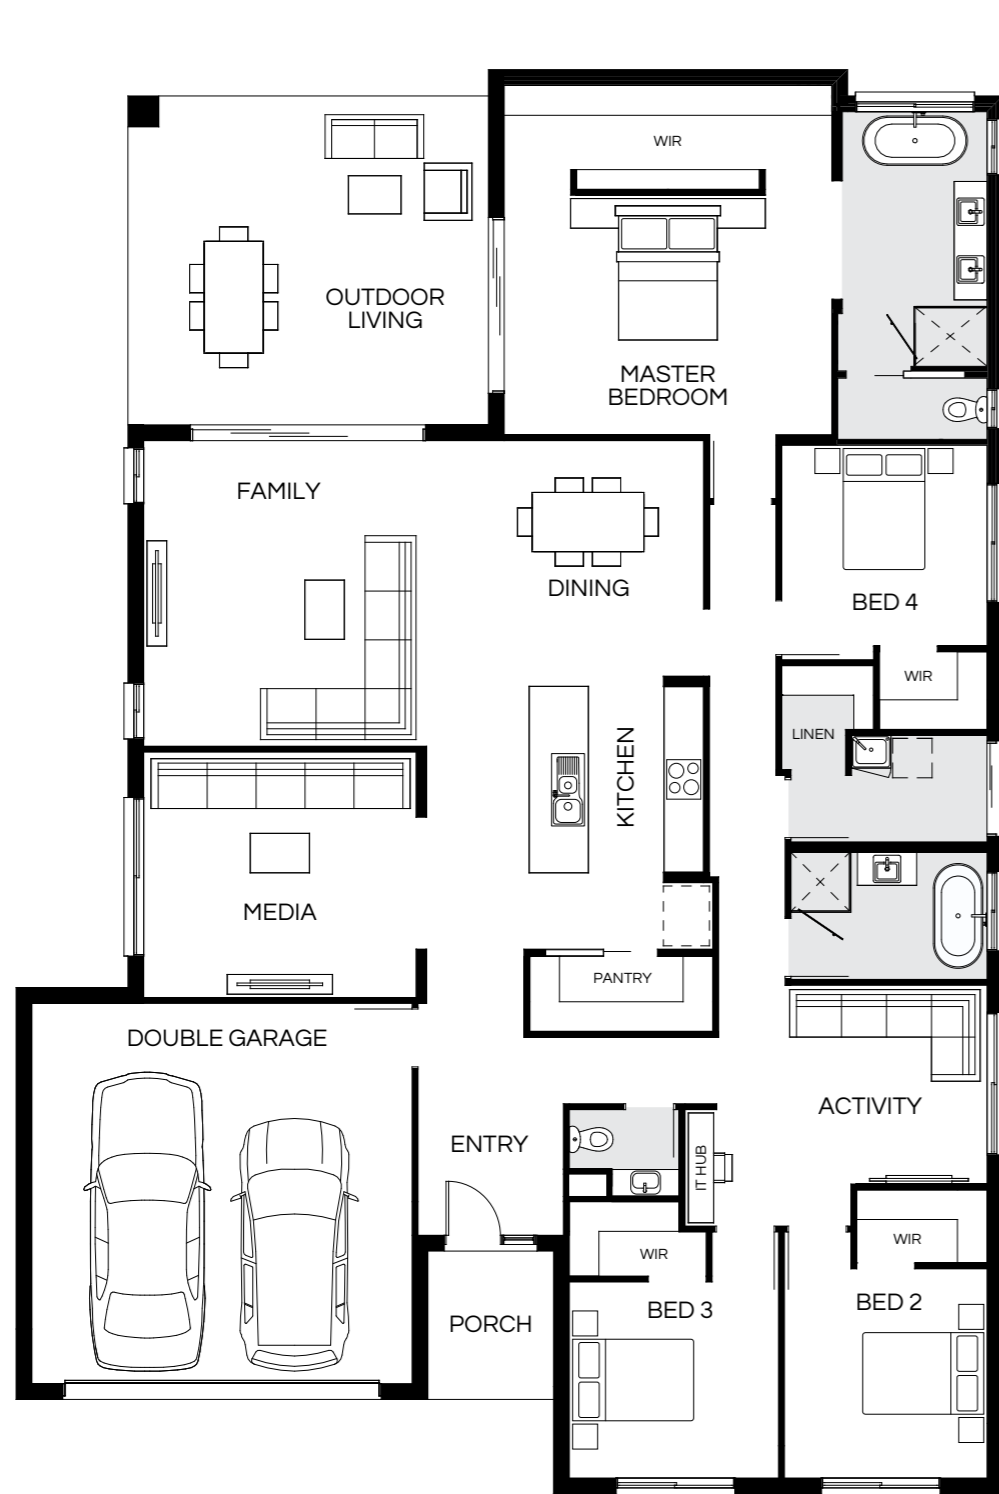 WIR
OUTDOOR
LIVING
MASTER
BEDROOM
FAMILY
DINING
BED 4
WIR
LINEN
KITCHEN
MEDIA
PANTRY
DOUBLE GARAGE
ACTIVITY
ENTRY
IT HUB
WIR
WIR
BED 3
BED 2
PORCH